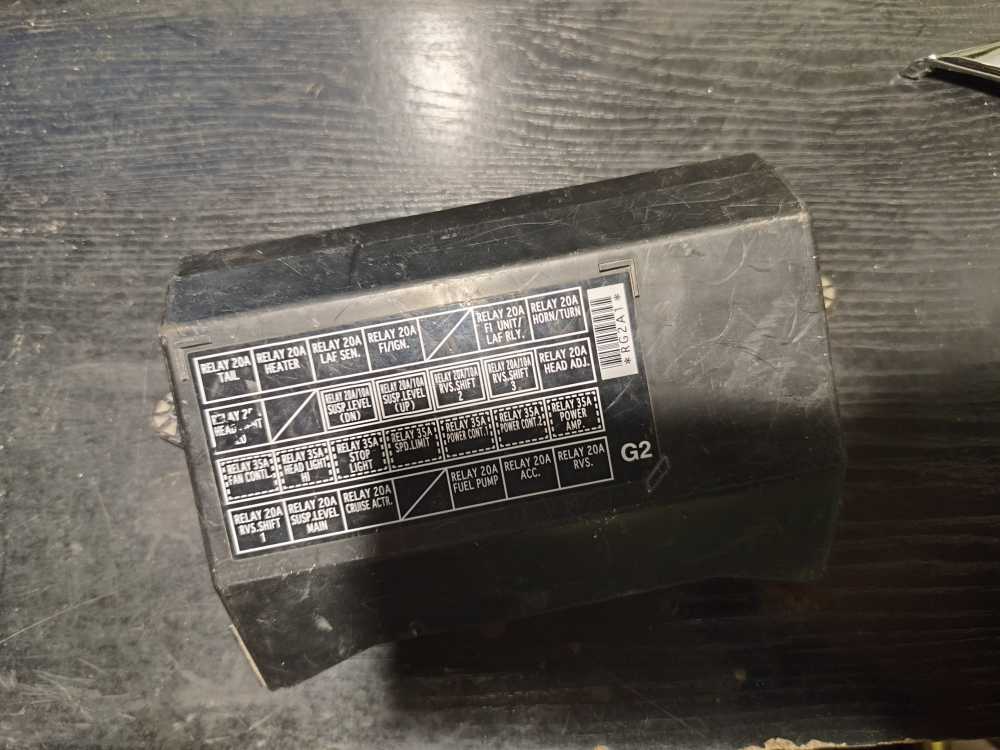 RELAY 20A
TAIL
RELAY 20A
HEATER
RELAY 20A
LAF SEN.
RELAY 20A
FI/IGN.
RELAY 20A
FI UNIT/
LAF RLY.
RELAY 20A
HORN/TURN
*RG2A1*
RELAY
HEAD
RELAY 20A/10A
SUSP.LEVEL
(DN)
RELAY 20A/10A
SUSP.LEVEL
(UP)
RELAY 20A/10A
RVS.SHIFT
2
RELAY 20A/10A
RVS.SHIFT
3
RELAY 20A
HEAD ADJ.
RELAY 35A
FAN CONTL.
RELAY 35A
HEAD LIGHT
HI
RELAY 35A
STOP
LIGHT
RELAY 35A
SPD.LIMIT
RELAY 35A
POWER CONT.1
RELAY 35A
POWER CONT.2
RELAY 35A
POWER
AMP.
RELAY 20A
RVS.SHIFT
1
RELAY 20A
SUSP.LEVEL
MAIN
RELAY 20A
CRUISE ACTR.
RELAY 20A
FUEL PUMP
RELAY 20A
ACC.
RELAY 20A
RVS.
G2